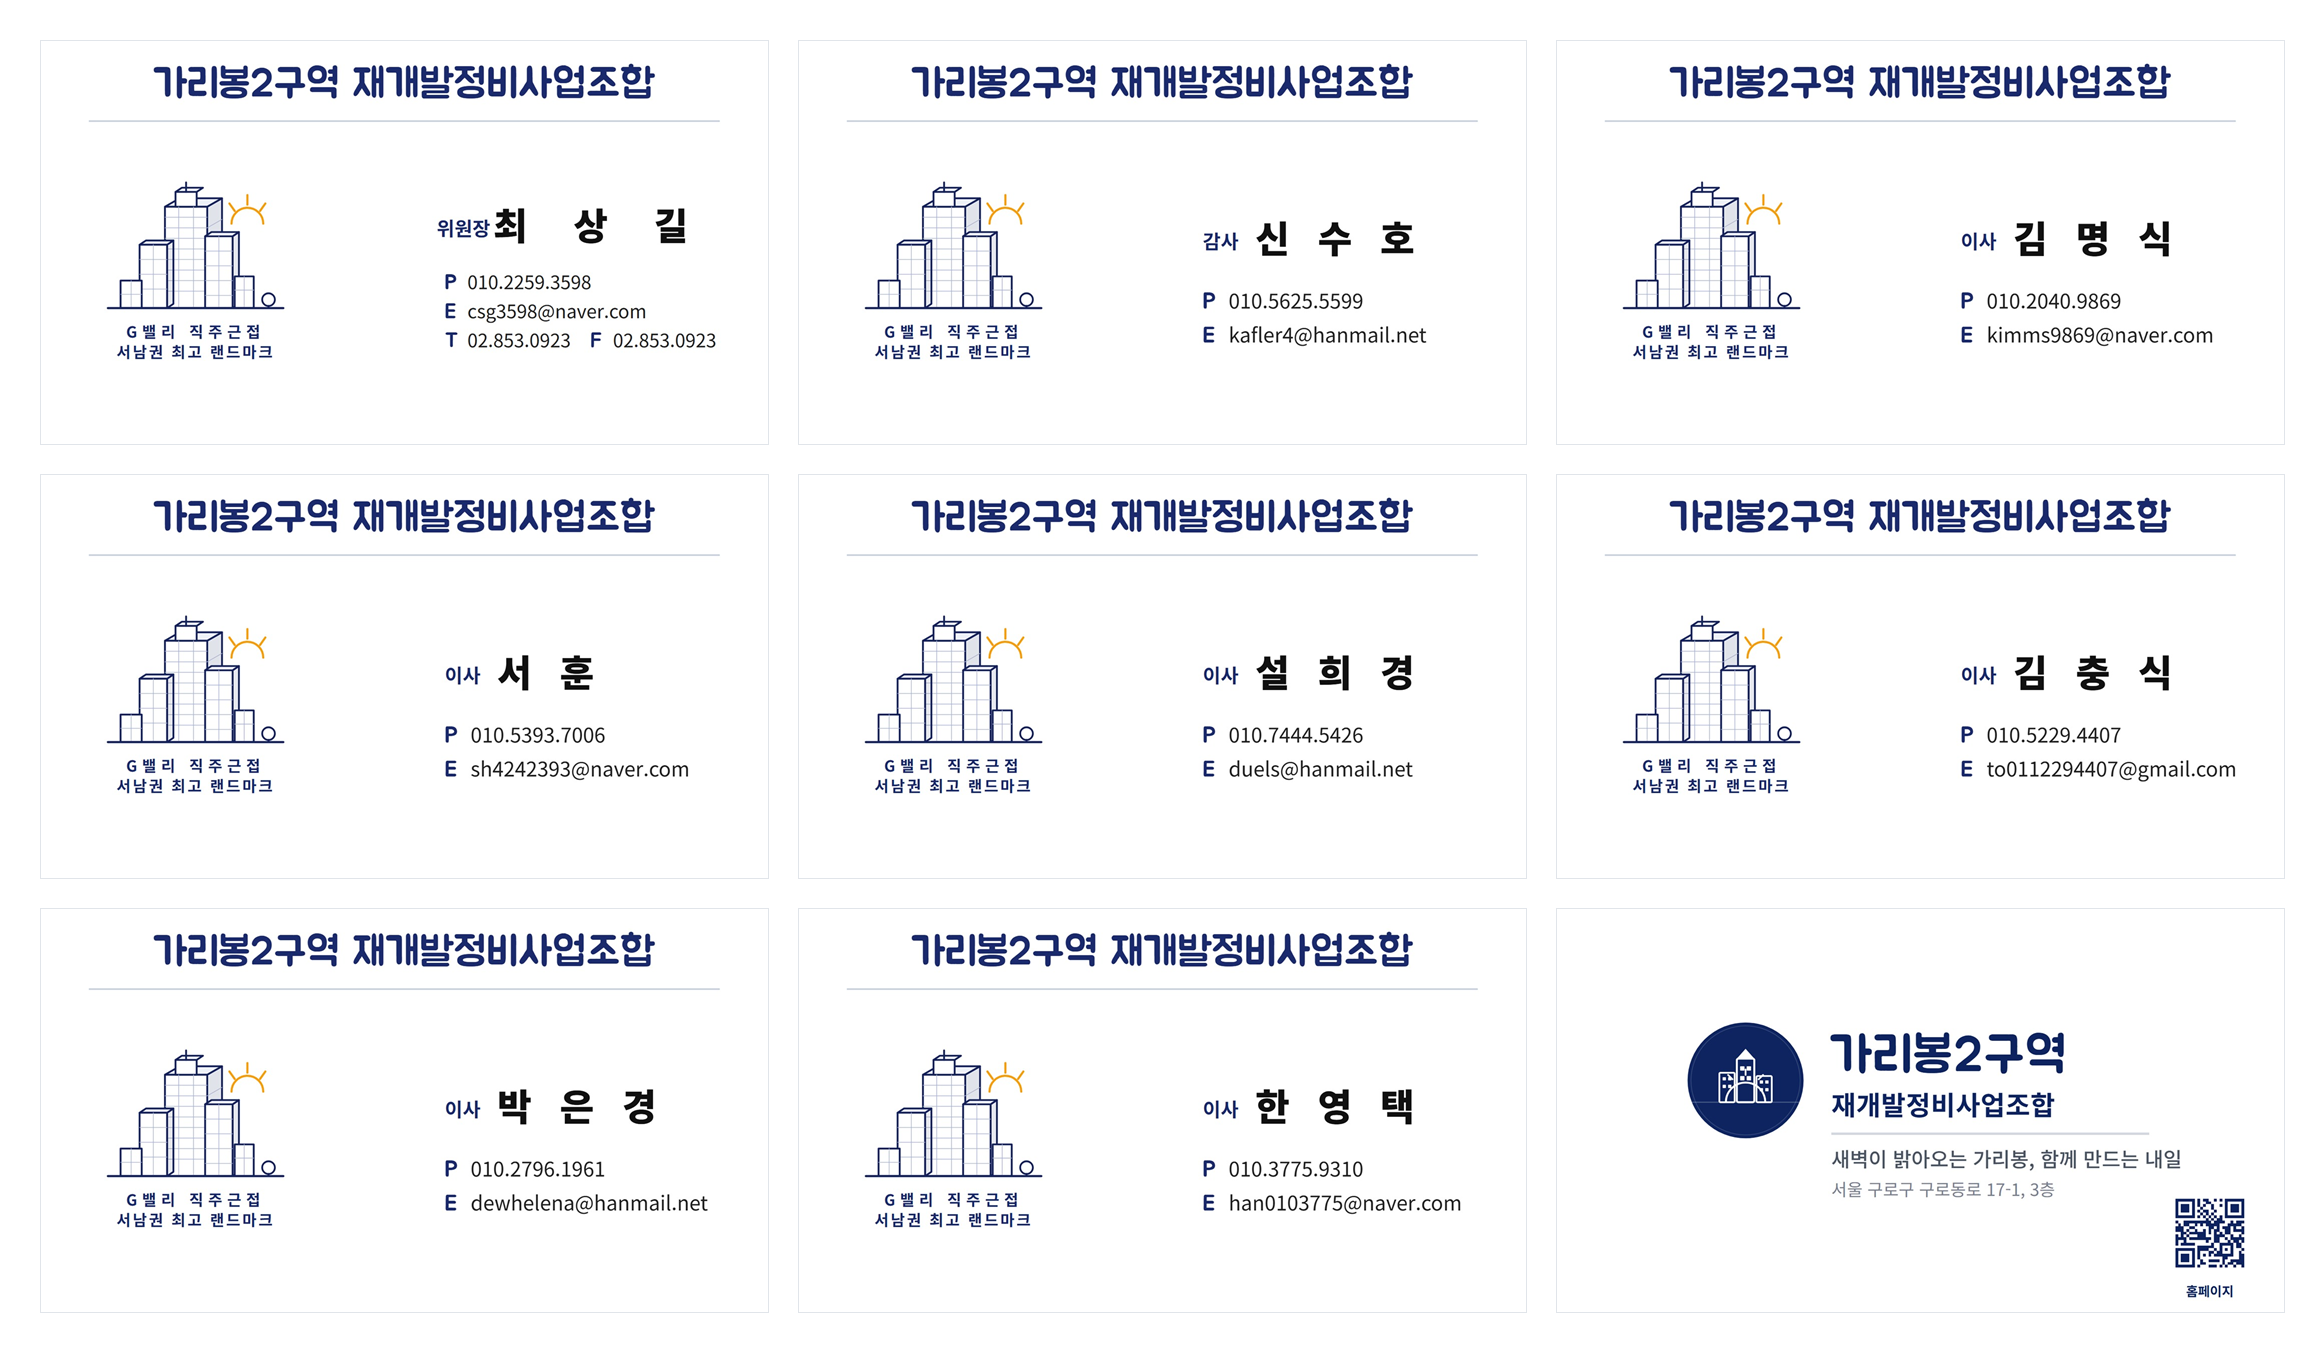 가리봉2구역 재개발정비사업조합
위원장 최 상 길
P 010.2259.3598
E csg3598@naver.com
T 02.853.0923 F 02.853.0923
G밸리 직주근접
서남권 최고 랜드마크
가리봉2구역 재개발정비사업조합
감사 신 수 호
P 010.5625.5599
E kafler4@hanmail.net
G밸리 직주근접
서남권 최고 랜드마크
가리봉2구역 재개발정비사업조합
이사 김 명 식
P 010.2040.9869
E kimms9869@naver.com
G밸리 직주근접
서남권 최고 랜드마크
가리봉2구역 재개발정비사업조합
이사 서 훈
P 010.5393.7006
E sh4242393@naver.com
G밸리 직주근접
서남권 최고 랜드마크
가리봉2구역 재개발정비사업조합
이사 설 희 경
P 010.7444.5426
E duels@hanmail.net
G밸리 직주근접
서남권 최고 랜드마크
가리봉2구역 재개발정비사업조합
이사 김 충 식
P 010.5229.4407
E to0112294407@gmail.com
G밸리 직주근접
서남권 최고 랜드마크
가리봉2구역 재개발정비사업조합
이사 박 은 경
P 010.2796.1961
E dewhelena@hanmail.net
G밸리 직주근접
서남권 최고 랜드마크
가리봉2구역 재개발정비사업조합
이사 한 영 택
P 010.3775.9310
E han0103775@naver.com
G밸리 직주근접
서남권 최고 랜드마크
가리봉2구역
재개발정비사업조합
새벽이 밝아오는 가리봉, 함께 만드는 내일
서울 구로구 구로동로 17-1, 3층
홈페이지